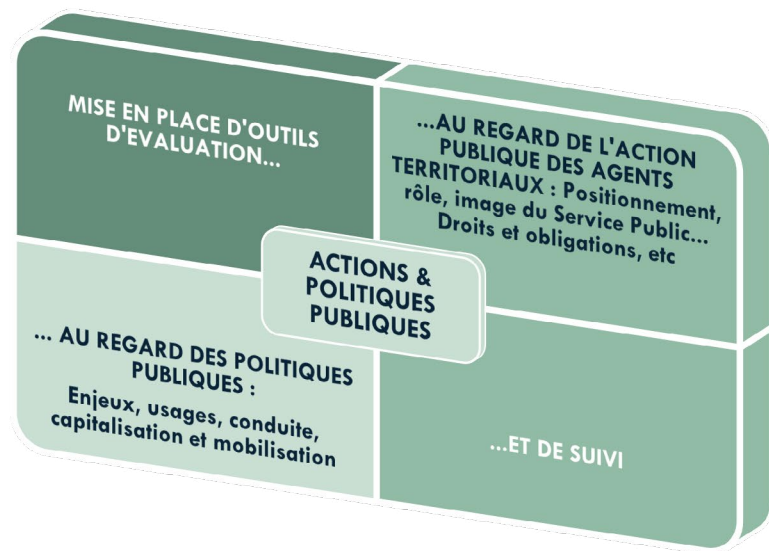 MISE EN PLACE D'OUTILS
D'EVALUATION...
...AU REGARD DE L'ACTION
PUBLIQUE DES AGENTS
TERRITORIAUX : Positionnement,
rôle, image du Service Public...
Droits et obligations, etc
ACTIONS &
POLITIQUES
PUBLIQUES
... AU REGARD DES POLITIQUES
PUBLIQUES :
Enjeux, usages, conduite,
capitalisation et mobilisation
...ET DE SUIVI